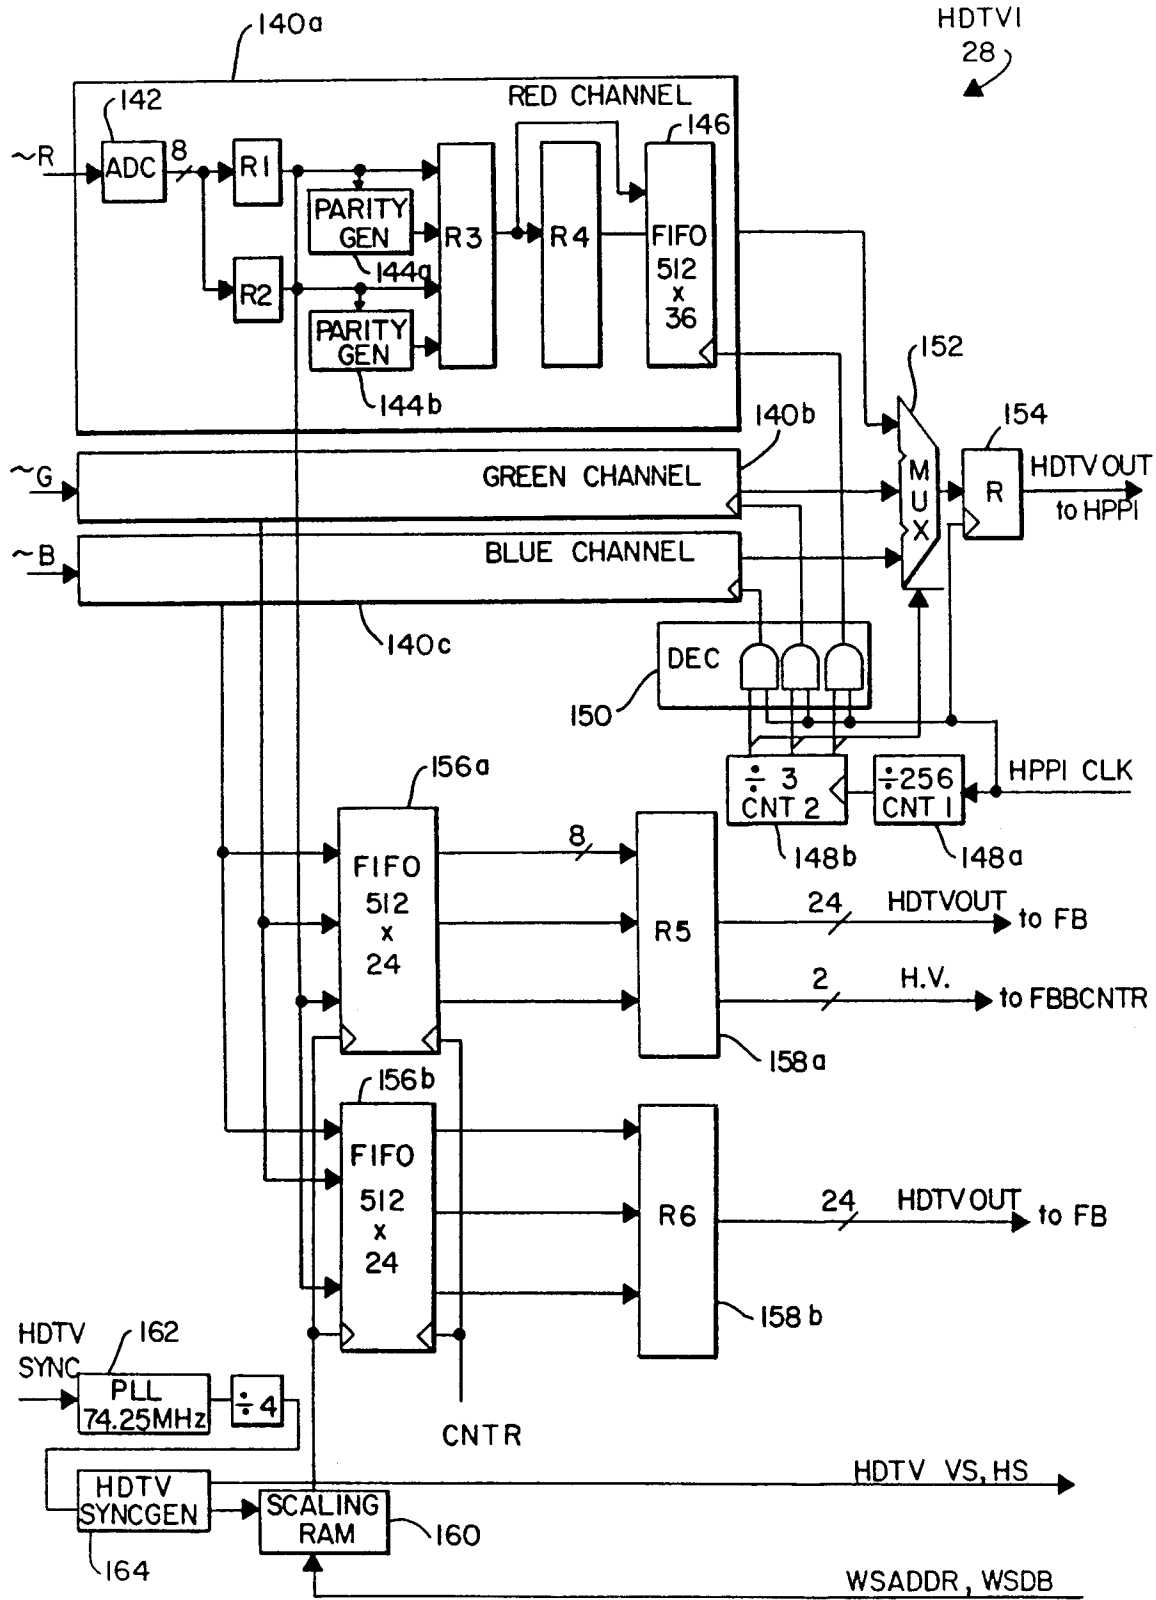 HDTVI
28
140a
RED CHANNEL
142
146
~R
ADC
8
R1
PARITY
GEN
144a
R2
PARITY
GEN
144b
R3
R4
FIFO
512
x
36
152
140b
154
~G
GREEN CHANNEL
MUX
R
HDTV OUT
to HPPI
~B
BLUE CHANNEL
140c
DEC
150
÷ 3
CNT 2
÷256
CNT 1
HPPI CLK
148b
148a
156a
FIFO
512
x
24
8
R5
24
HDTVOUT
to FB
2
H.V.
to FBBCNTR
158a
156b
FIFO
512
x
24
R6
24
HDTVOUT
to FB
158b
HDTV
SYNC
162
PLL
74.25MHz
÷4
CNTR
HDTV
SYNCGEN
164
SCALING
RAM
160
HDTV VS, HS
WSADDR, WSDB